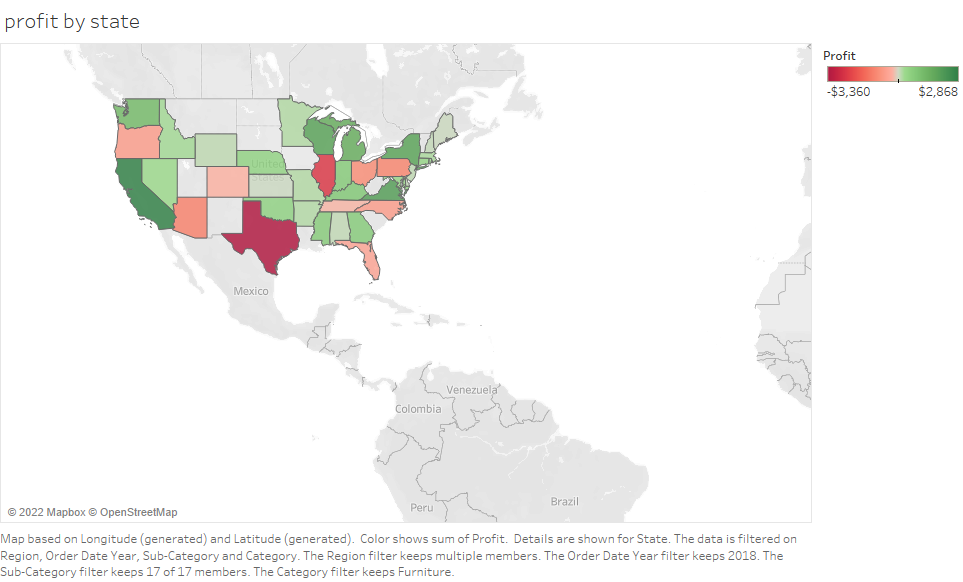 profit by state
Profit
-$3,360 $2,868
United
States
Mexico
Venezuela
Colombia
Peru
Brazil
© 2022 Mapbox © OpenStreetMap
Map based on Longitude (generated) and Latitude (generated). Color shows sum of Profit. Details are shown for State. The data is filtered on
Region, Order Date Year, Sub-Category and Category. The Region filter keeps multiple members. The Order Date Year filter keeps 2018. The
Sub-Category filter keeps 17 of 17 members. The Category filter keeps Furniture.